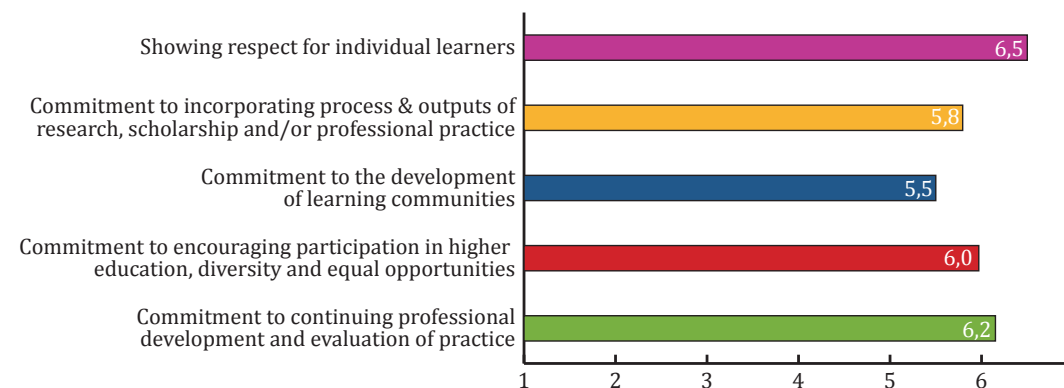 Showing respect for individual learners
6,5
Commitment to incorporating process & outputs of
research, scholarship and/or professional practice
5,8
Commitment to the development
of learning communities
5,5
Commitment to encouraging participation in higher
education, diversity and equal opportunities
6,0
Commitment to continuing professional
development and evaluation of practice
6,2
1 2 3 4 5 6